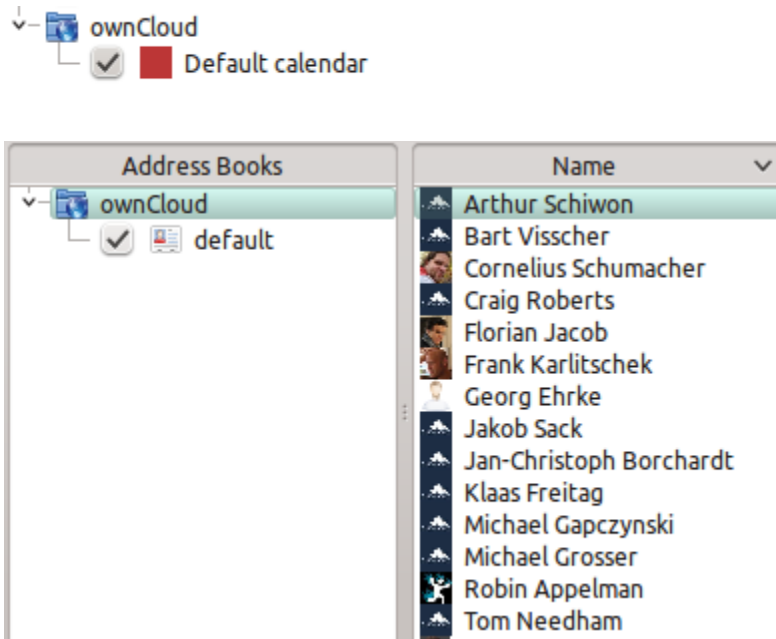 ownCloud
Default calendar
Address Books
Name
ownCloud
default
Arthur Schiwon
Bart Visscher
Cornelius Schumacher
Craig Roberts
Florian Jacob
Frank Karlitschek
Georg Ehrke
Jakob Sack
Jan-Christoph Borchardt
Klaas Freitag
Michael Gapczynski
Michael Grosser
Robin Appelman
Tom Needham